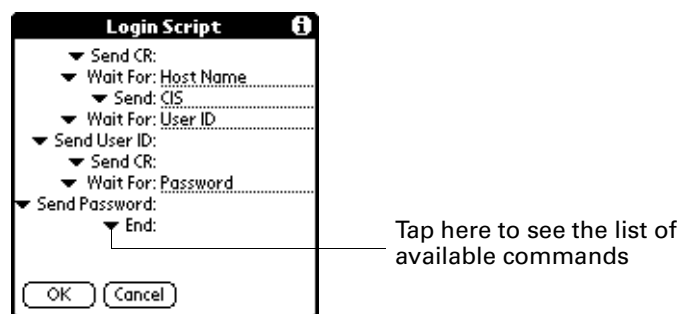 Login Script
Send CR:
Wait For: Host Name
Send: CIS
Wait For: User ID
Send User ID:
Send CR:
Wait For: Password
Send Password:
End:
Tap here to see the list of
available commands
OK Cancel